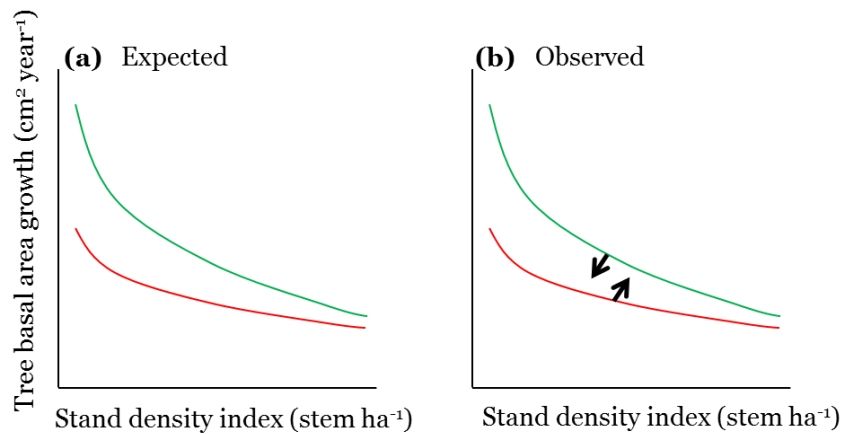 (a) Expected
(b) Observed
Tree basal area growth (cm² year⁻¹)
Stand density index (stem ha⁻¹)
Stand density index (stem ha⁻¹)